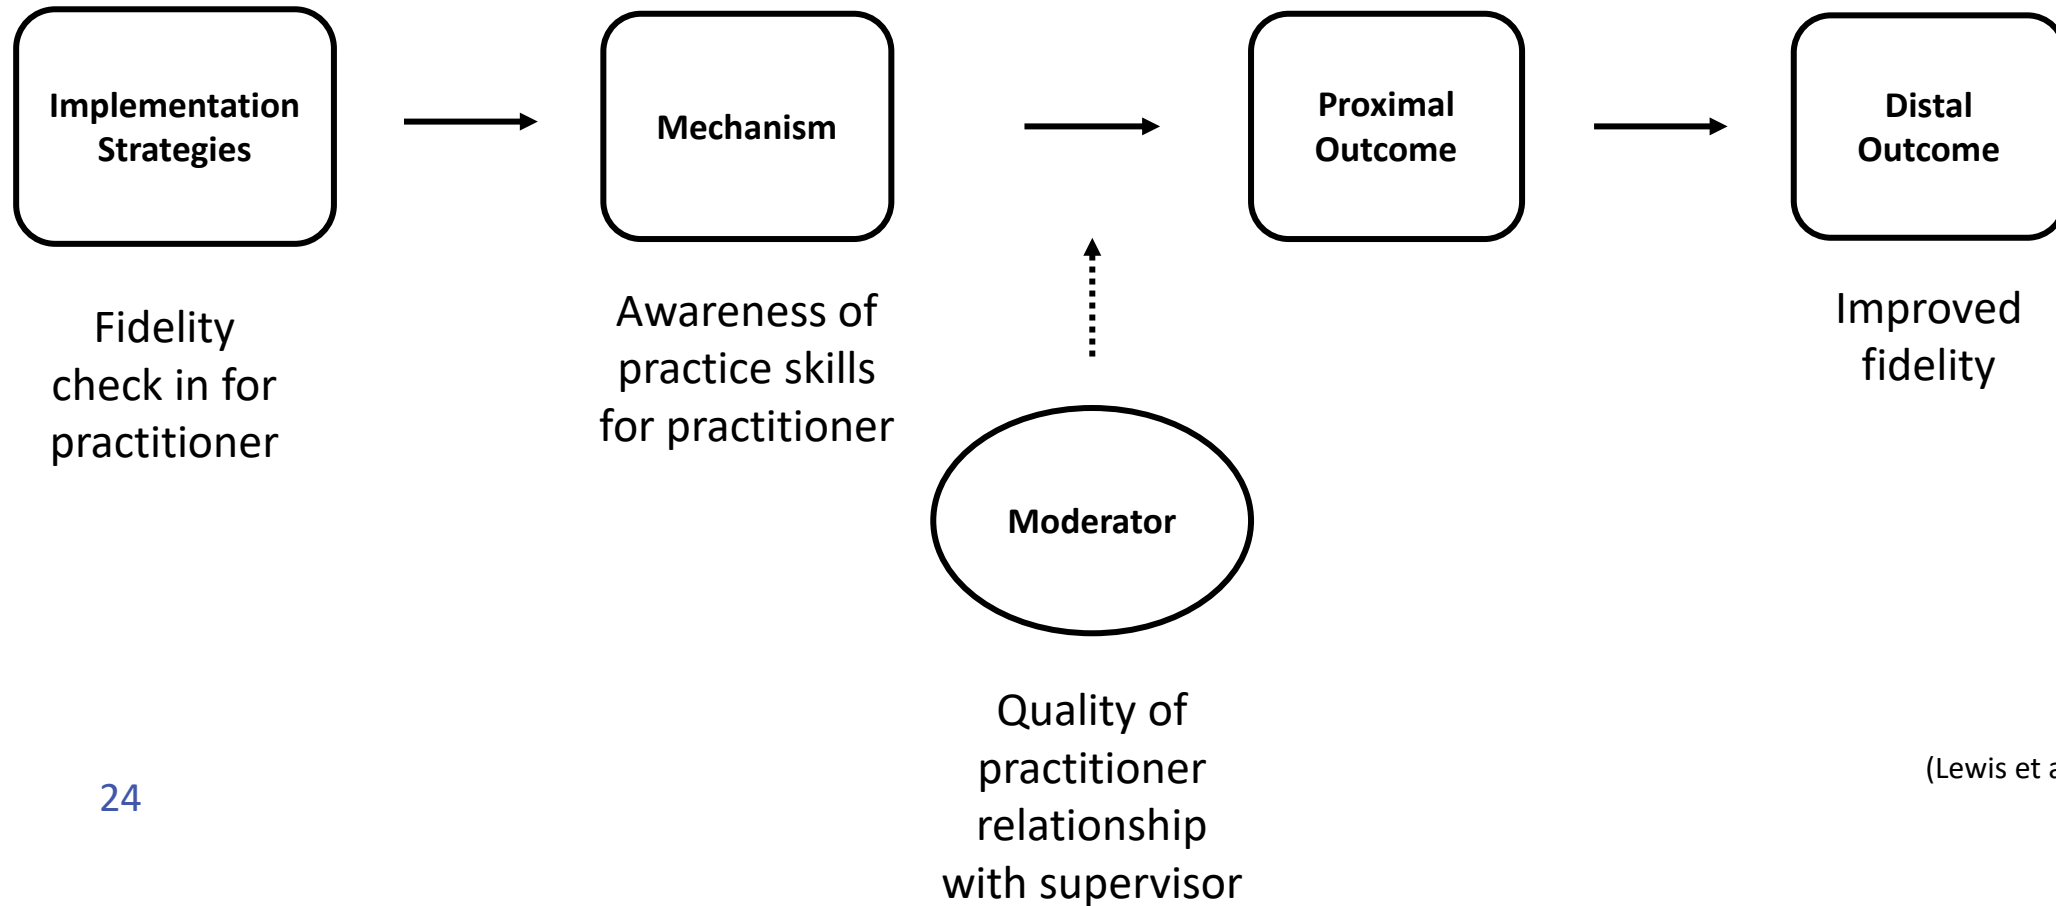 Implementation
Strategies
Mechanism
Proximal
Outcome
Distal
Outcome
Fidelity
check in for
practitioner
Awareness of
practice skills
for practitioner
Improved
fidelity
Moderator
Quality of
practitioner
relationship
with supervisor
(Lewis et
24